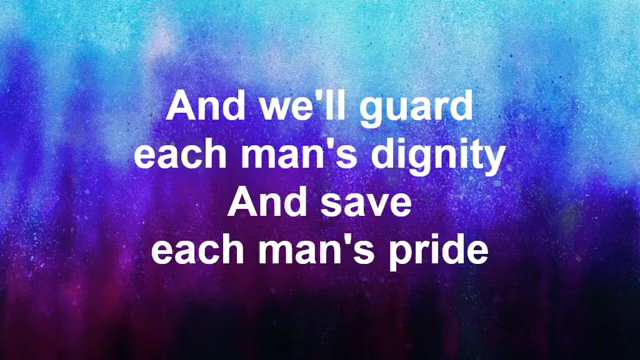 And we'll guard
each man's dignity
And save
each man's pride